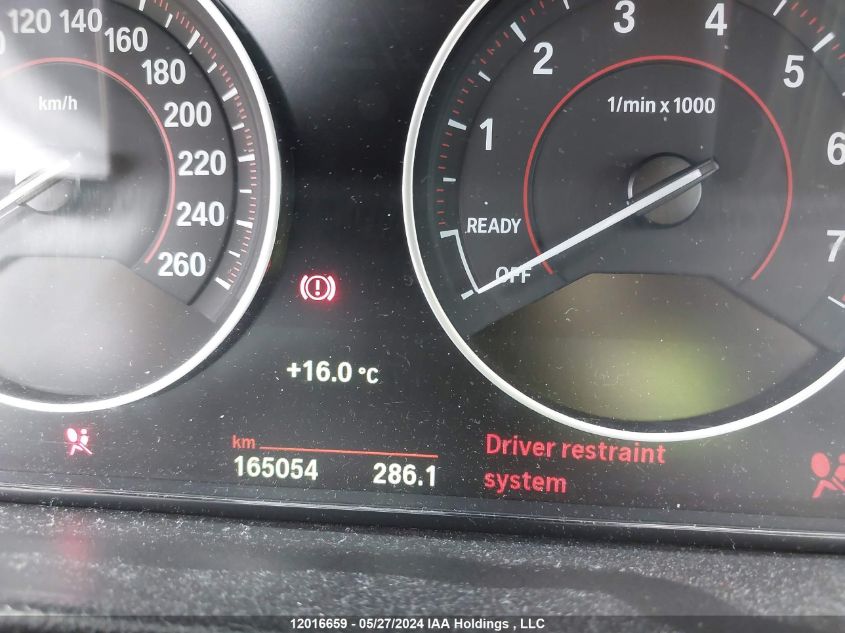 120 140
160
180
200
220
240
260
km/h
1
2
3
4
5
6
7
1/min x 1000
READY
OFF
+16.0 °C
km
165054 286.1
Driver restraint
system
12016659 - 05/27/2024 IAA Holdings , LLC